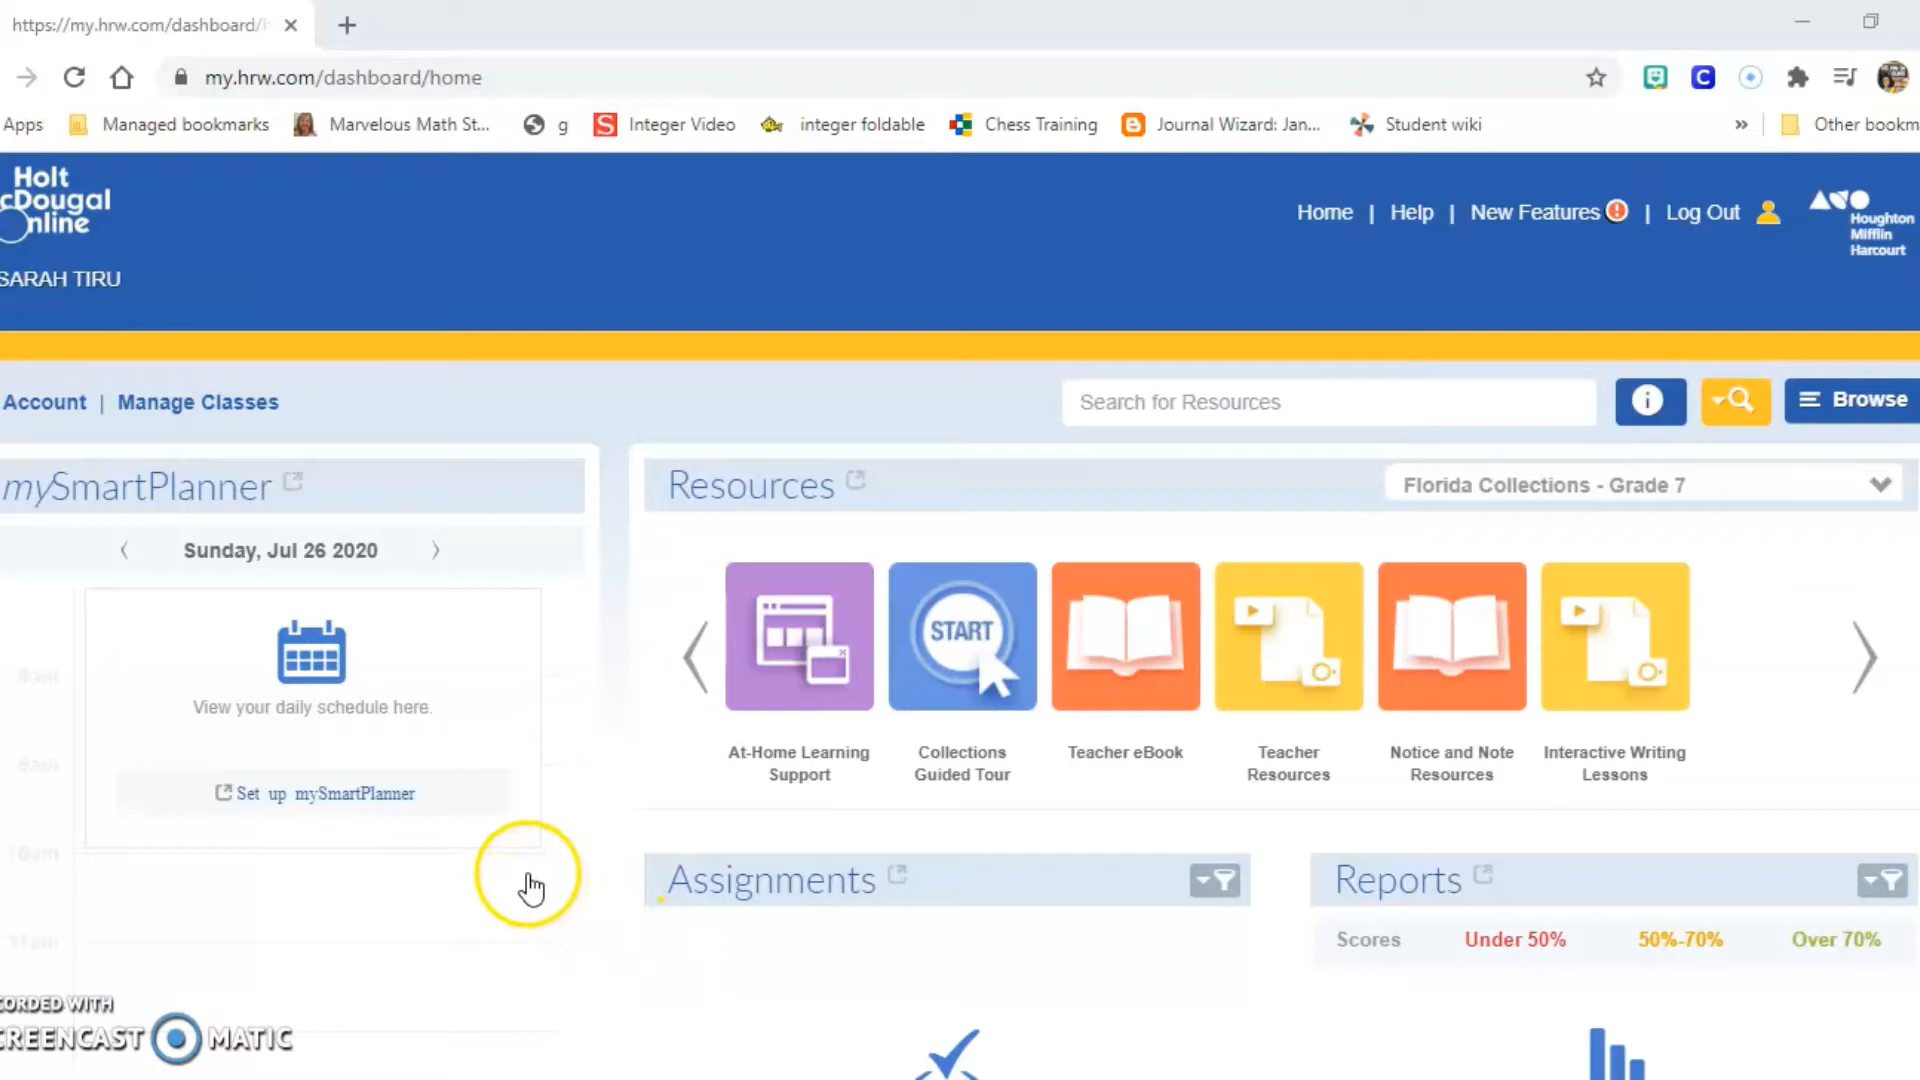 https://my.hrw.com/dashboard/
my.hrw.com/dashboard/home
Apps
Managed bookmarks
Marvelous Math St...
g
S
Integer Video
integer foldable
Chess Training
Journal Wizard: Jan...
Student wiki
»
Other bookm
C
Holt
cDougal
nline
SARAH TIRU
Home | Help | New Features ! | Log Out
Houghton
Mifflin
Harcourt
Account | Manage Classes
Search for Resources
i
Browse
mySmartPlanner
Sunday, Jul 26 2020
8am
View your daily schedule here.
9am
Set up mySmartPlanner
10am
11am
Resources
Florida Collections - Grade 7
START
At-Home Learning
Support
Collections
Guided Tour
Teacher eBook
Teacher
Resources
Notice and Note
Resources
Interactive Writing
Lessons
Assignments
Reports
Scores
Under 50%
50%-70%
Over 70%
CORDED WITH
CREENCAST MATIC